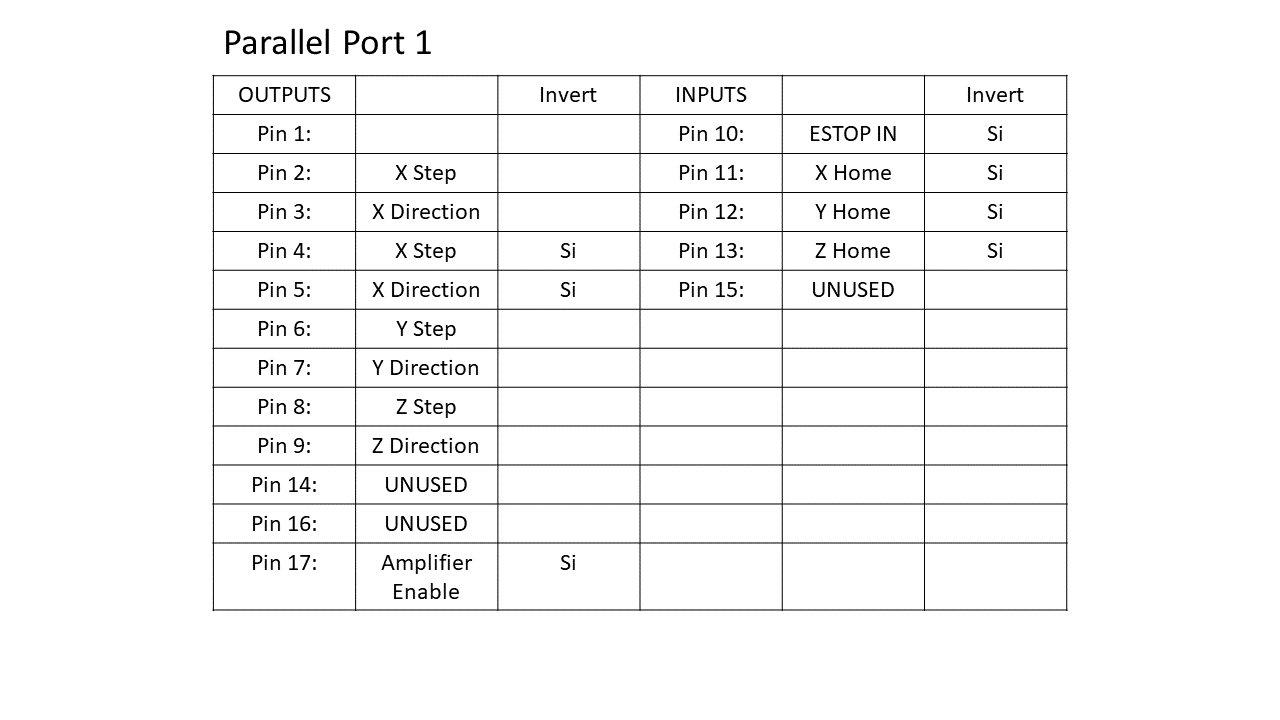 Parallel Port 1
OUTPUTS Invert INPUTS Invert
Pin 1: Pin 10: ESTOP IN Si
Pin 2: X Step Pin 11: X Home Si
Pin 3: X Direction Pin 12: Y Home Si
Pin 4: X Step Si Pin 13: Z Home Si
Pin 5: X Direction Si Pin 15: UNUSED
Pin 6: Y Step
Pin 7: Y Direction
Pin 8: Z Step
Pin 9: Z Direction
Pin 14: UNUSED
Pin 16: UNUSED
Pin 17: Amplifier Si
Enable